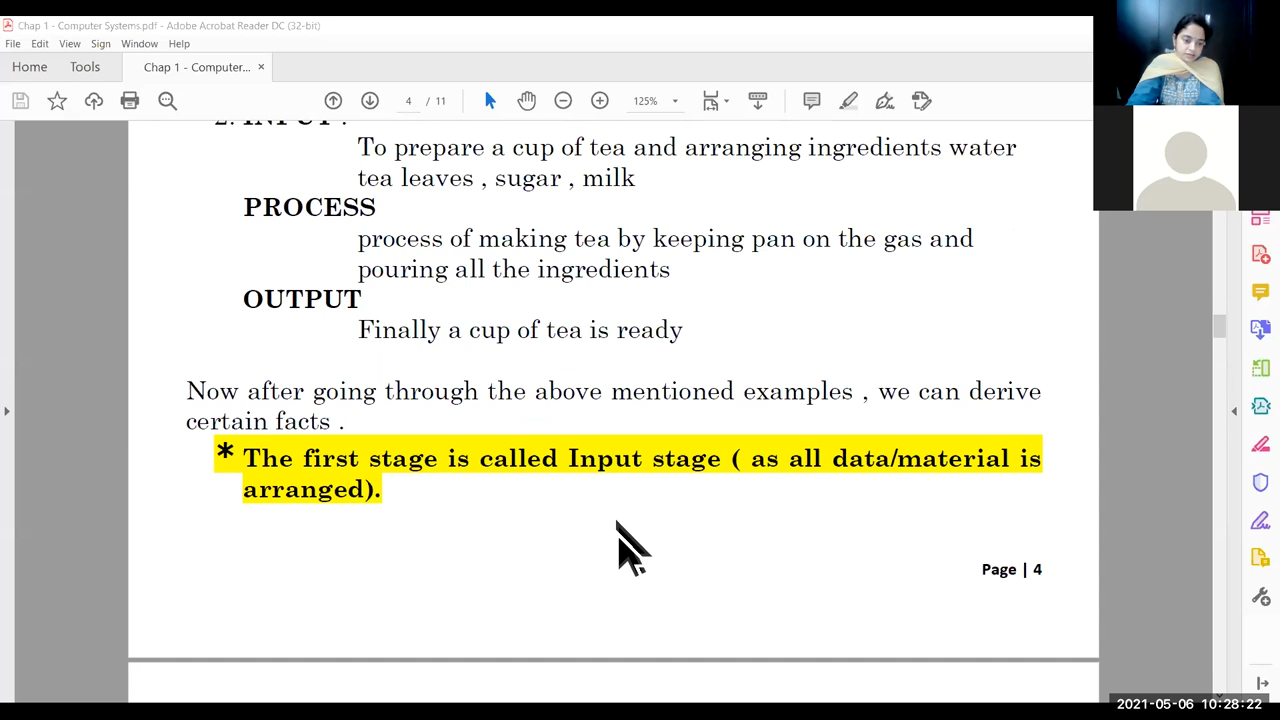 Chap 1 - Computer Systems.pdf - Adobe Acrobat Reader DC (32-bit)
File Edit View Sign Window Help
Home Tools Chap 1 - Computer... ×
4 / 11 125%
2. INPUT :
To prepare a cup of tea and arranging ingredients water
tea leaves , sugar , milk
PROCESS
process of making tea by keeping pan on the gas and
pouring all the ingredients
OUTPUT
Finally a cup of tea is ready
Now after going through the above mentioned examples , we can derive
certain facts .
* The first stage is called Input stage ( as all data/material is
arranged).
Page | 4
2021-05-06 10:28:22